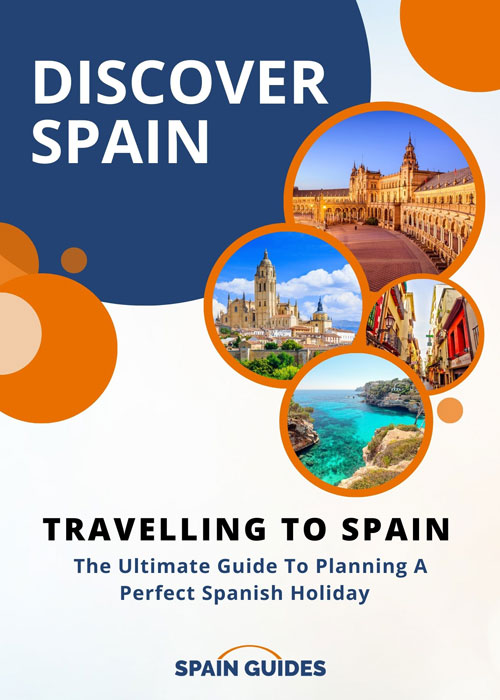 DISCOVER
SPAIN
TRAVELLING TO SPAIN
The Ultimate Guide To Planning A
Perfect Spanish Holiday
SPAIN GUIDES